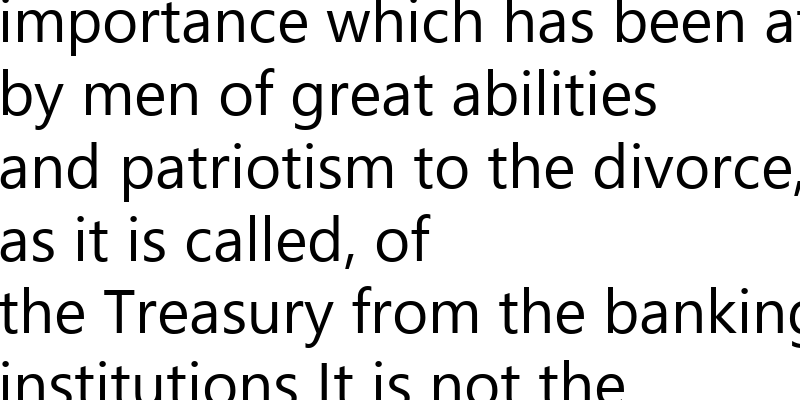 importance which has been
by men of great abilities
and patriotism to the divorce,
as it is called, of
the Treasury from the banking
institutions It is not the